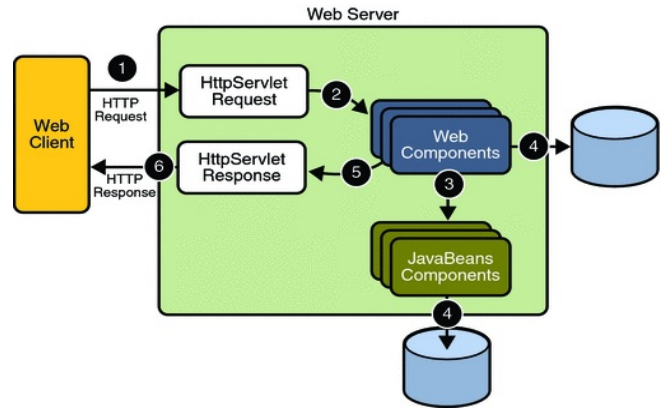 Web Server
1
HTTP
Request
HttpServlet
Request
2
Web
Client
Web
Components
4
HttpServlet
Response
5
6
HTTP
Response
3
JavaBeans
Components
4